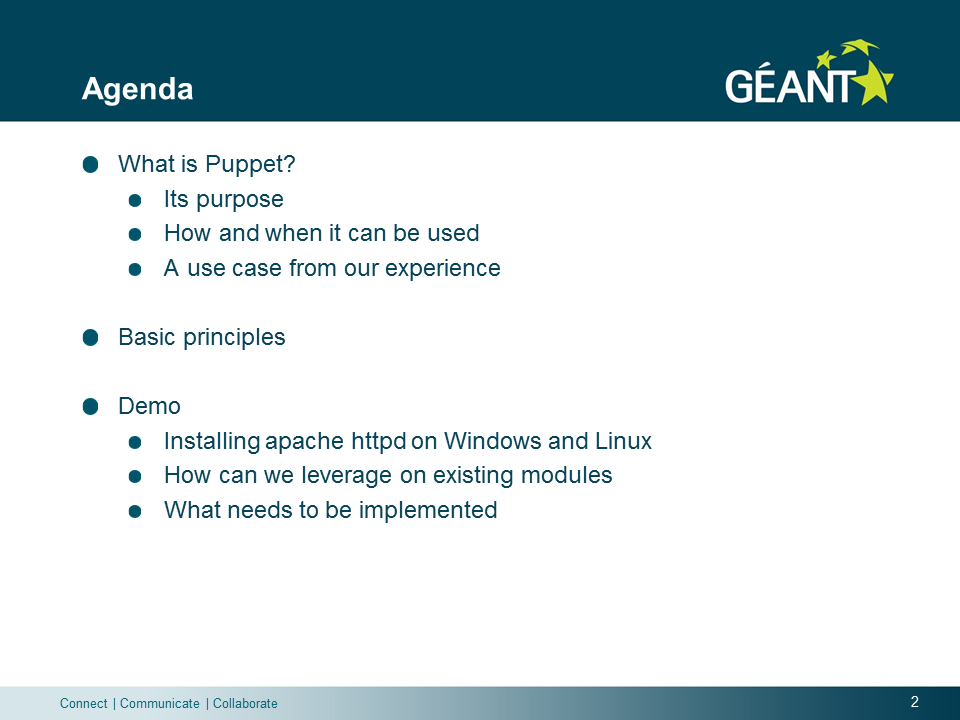 Agenda
GÉANT
What is Puppet?
Its purpose
How and when it can be used
A use case from our experience
Basic principles
Demo
Installing apache httpd on Windows and Linux
How can we leverage on existing modules
What needs to be implemented
Connect | Communicate | Collaborate
2